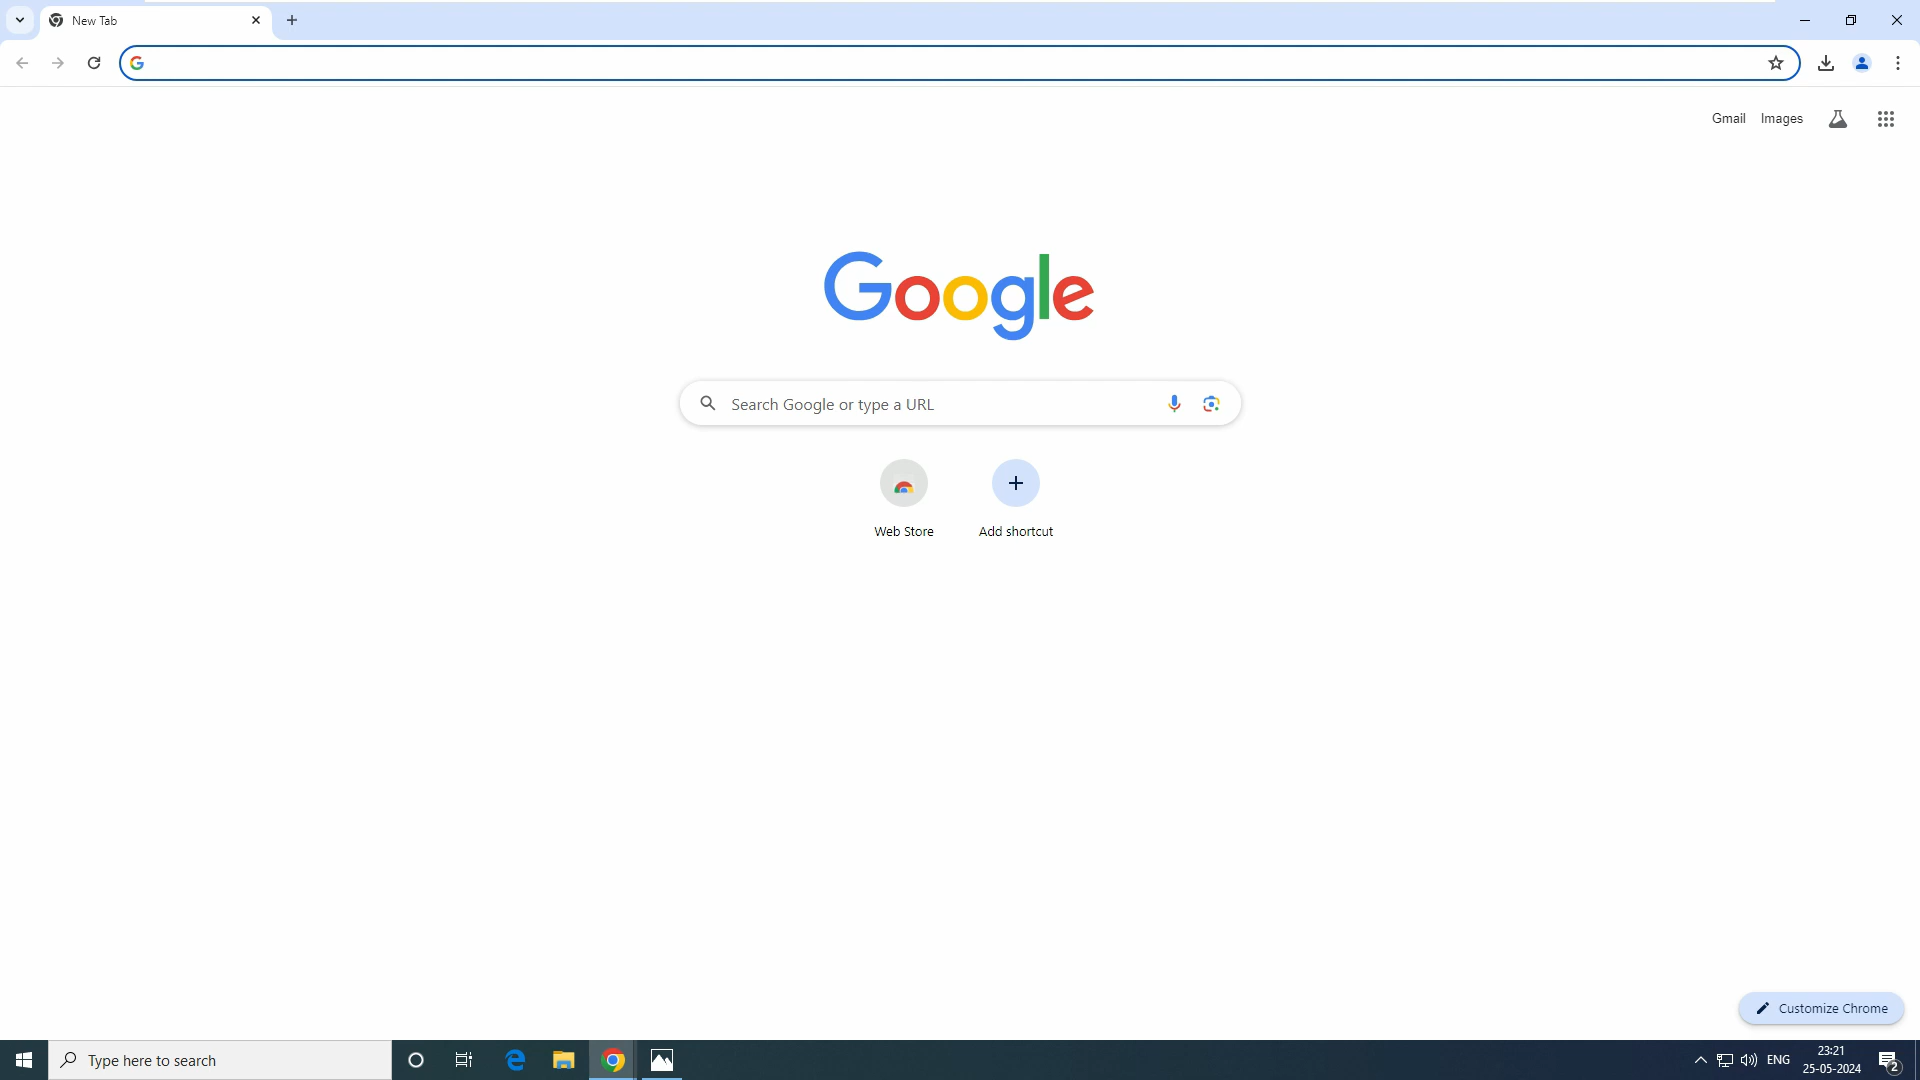 New Tab
Gmail Images
Google
Search Google or type a URL
Web Store Add shortcut
Customize Chrome
Type here to search
ENG
23:21
25-05-2024
2